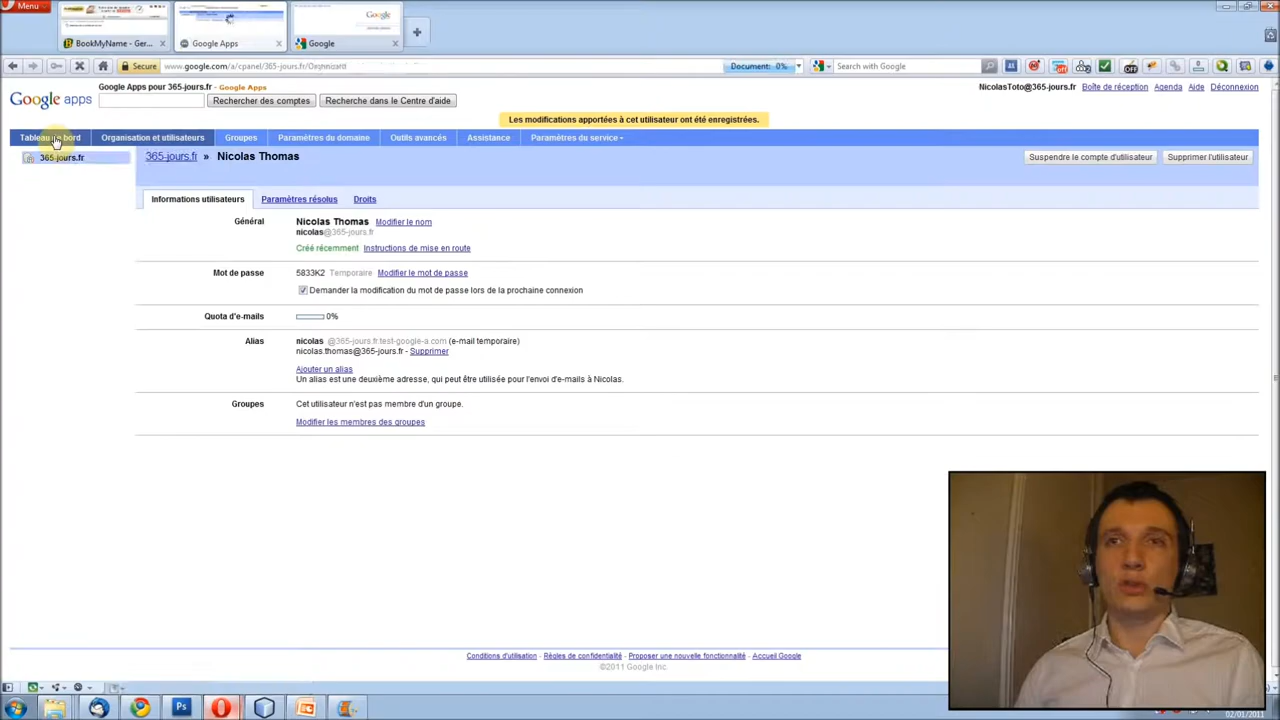 Menu
BookMyName - Ger...
Google Apps
Google
Secure
www.google.com/a/cpanel/365-jours.fr/
Document: 0%
Search with Google
Google Apps pour 365-jours.fr - Google Apps
NicolasToto@365-jours.fr Boîte de réception Agenda Aide Déconnexion
Google apps
Rechercher des comptes Recherche dans le Centre d'aide
Les modifications apportées à cet utilisateur ont été enregistrées.
Tableau de bord Organisation et utilisateurs Groupes Paramètres du domaine Outils avancés Assistance Paramètres du service
365-jours.fr
365-jours.fr » Nicolas Thomas
Suspendre le compte d'utilisateur Supprimer l'utilisateur
Informations utilisateurs Paramètres résolus Droits
Général Nicolas Thomas Modifier le nom
nicolas@365-jours.fr
Créé récemment Instructions de mise en route
Mot de passe 5833K2 Temporaire Modifier le mot de passe
Demander la modification du mot de passe lors de la prochaine connexion
Quota d'e-mails 0%
Alias nicolas @365-jours.fr.test-google-a.com (e-mail temporaire)
nicolas.thomas@365-jours.fr - Supprimer
Ajouter un alias
Un alias est une deuxième adresse, qui peut être utilisée pour l'envoi d'e-mails à Nicolas.
Groupes Cet utilisateur n'est pas membre d'un groupe.
Modifier les membres des groupes
Conditions d'utilisation - Règles de confidentialité - Proposer une nouvelle fonctionnalité - Accueil Google
©2011 Google Inc.
02/01/2011